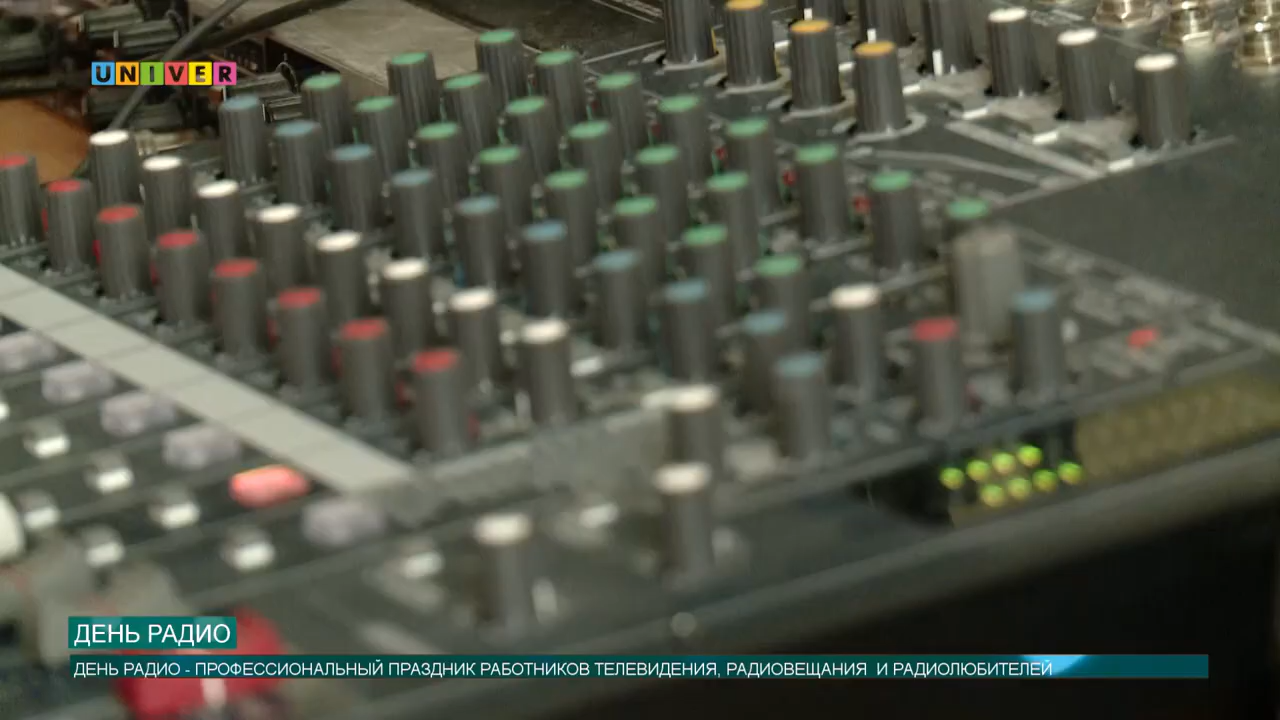 UNIVER
ДЕНЬ РАДИО
ДЕНЬ РАДИО - ПРОФЕССИОНАЛЬНЫЙ ПРАЗДНИК РАБОТНИКОВ ТЕЛЕВИДЕНИЯ, РАДИОВЕЩАНИЯ И РАДИОЛЮБИТЕЛЕЙ